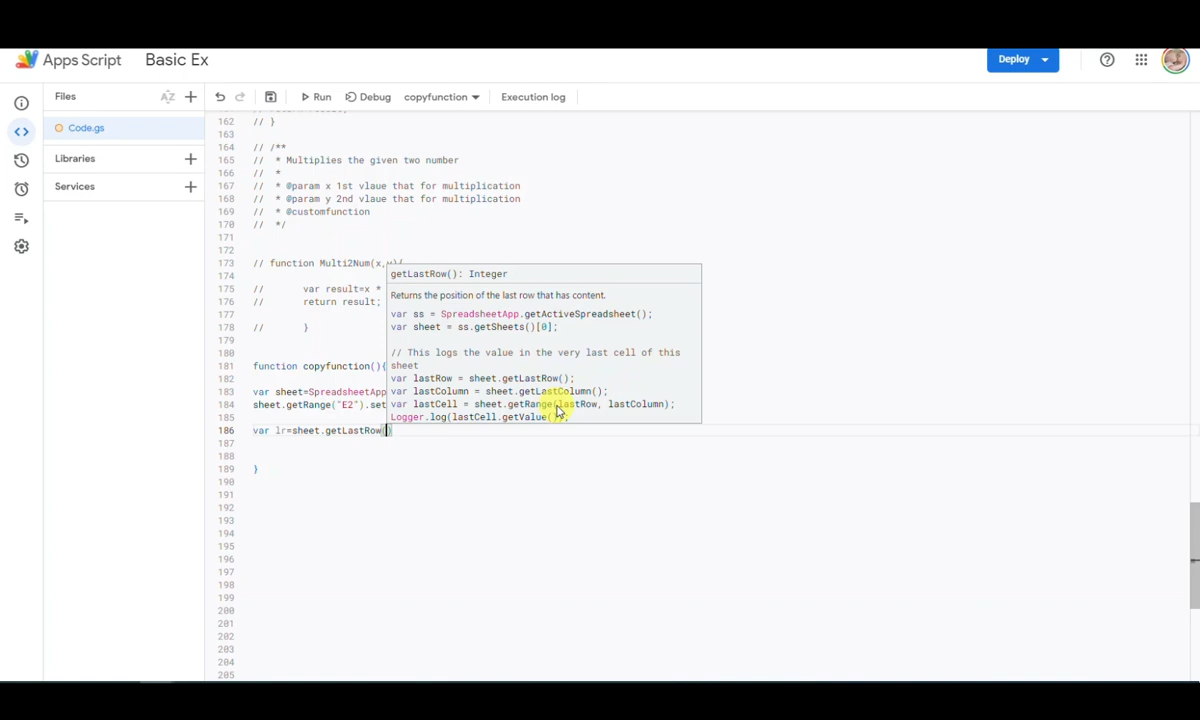 Apps Script Basic Ex Deploy
Files AZ Run Debug copyfunction Execution log
Code.gs
Libraries
Services
162 // }
163
164 // /**
165 // * Multiplies the given two number
166 // *
167 // * @param x 1st vlaue that for multiplication
168 // * @param y 2nd vlaue that for multiplication
169 // * @customfunction
170 // */
171
172
173 // function Multi2Num(x,y){
174
175 // var result=x *
176 // return result;
177
178 // }
179
180
181 function copyfunction(){
182
183 var sheet=SpreadsheetApp
184 sheet.getRange("E2").set
185
186 var lr=sheet.getLastRow()
187
188
189 }
190
191
192
193
194
195
196
197
198
199
200
201
202
203
204
205
getLastRow(): Integer
Returns the position of the last row that has content.
var ss = SpreadsheetApp.getActiveSpreadsheet();
var sheet = ss.getSheets()[0];
// This logs the value in the very last cell of this
sheet
var lastRow = sheet.getLastRow();
var lastColumn = sheet.getLastColumn();
var lastCell = sheet.getRange(lastRow, lastColumn);
Logger.log(lastCell.getValue());